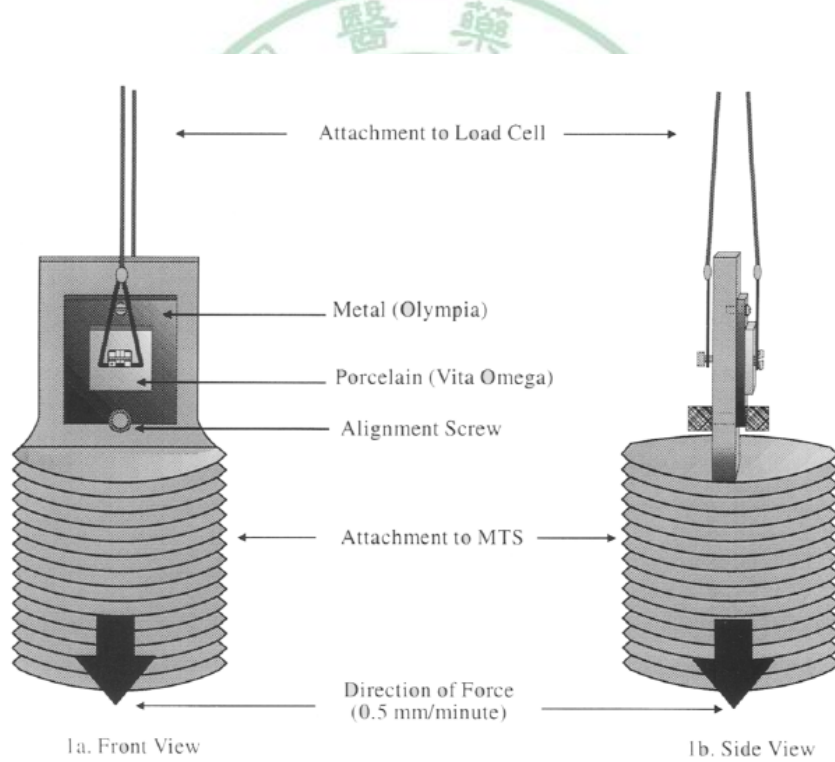 醫 藥
Attachment to Load Cell
Metal (Olympia)
Porcelain (Vita Omega)
Alignment Screw
Attachment to MTS
Direction of Force
(0.5 mm/minute)
1a. Front View
1b. Side View